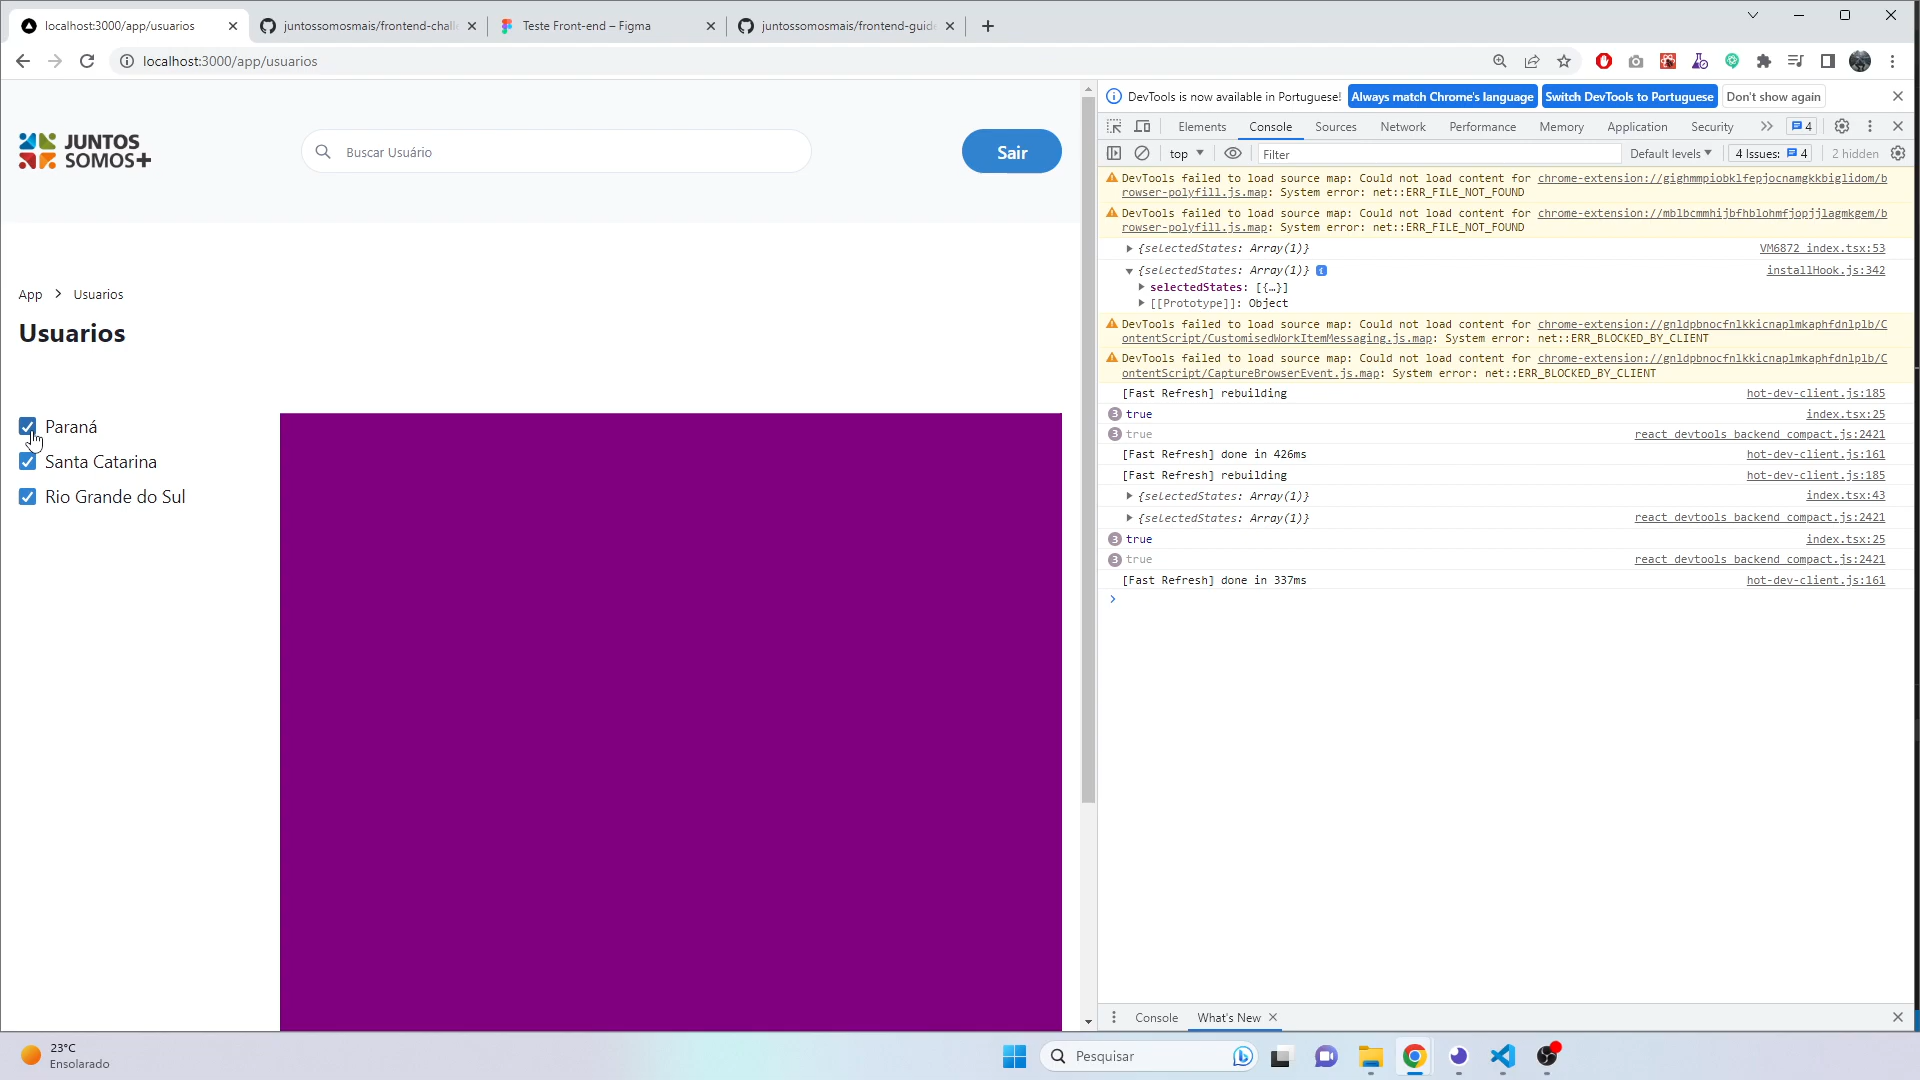 localhost:3000/app/usuarios
juntossomosmais/frontend-chall
Teste Front-end – Figma
juntossomosmais/frontend-guide
localhost:3000/app/usuarios
JUNTOS
SOMOS+
Buscar Usuário
Sair
App > Usuarios
Usuarios
Paraná
Santa Catarina
Rio Grande do Sul
DevTools is now available in Portuguese! Always match Chrome's language Switch DevTools to Portuguese Don't show again
Elements Console Sources Network Performance Memory Application Security 4
top Filter Default levels 4 Issues: 4 2 hidden
DevTools failed to load source map: Could not load content for chrome-extension://gighmmpiobklfepjocnamgkkbiglidom/b
rowser-polyfill.js.map: System error: net::ERR_FILE_NOT_FOUND
DevTools failed to load source map: Could not load content for chrome-extension://mblbcmmhijbfhblohmfjopjjlagmkgem/b
rowser-polyfill.js.map: System error: net::ERR_FILE_NOT_FOUND
{selectedStates: Array(1)} VM6872 index.tsx:53
{selectedStates: Array(1)} i installHook.js:342
selectedStates: [{…}]
[[Prototype]]: Object
DevTools failed to load source map: Could not load content for chrome-extension://gnldpbnocfnlkkicnaplmkaphfdnlplb/C
ontentScript/CustomisedWorkItemMessaging.js.map: System error: net::ERR_BLOCKED_BY_CLIENT
DevTools failed to load source map: Could not load content for chrome-extension://gnldpbnocfnlkkicnaplmkaphfdnlplb/C
ontentScript/CaptureBrowserEvent.js.map: System error: net::ERR_BLOCKED_BY_CLIENT
[Fast Refresh] rebuilding hot-dev-client.js:185
3 true index.tsx:25
3 true react_devtools_backend_compact.js:2421
[Fast Refresh] done in 426ms hot-dev-client.js:161
[Fast Refresh] rebuilding hot-dev-client.js:185
{selectedStates: Array(1)} index.tsx:43
{selectedStates: Array(1)} react_devtools_backend_compact.js:2421
3 true index.tsx:25
3 true react_devtools_backend_compact.js:2421
[Fast Refresh] done in 337ms hot-dev-client.js:161
Console What's New
23°C
Ensolarado
Pesquisar